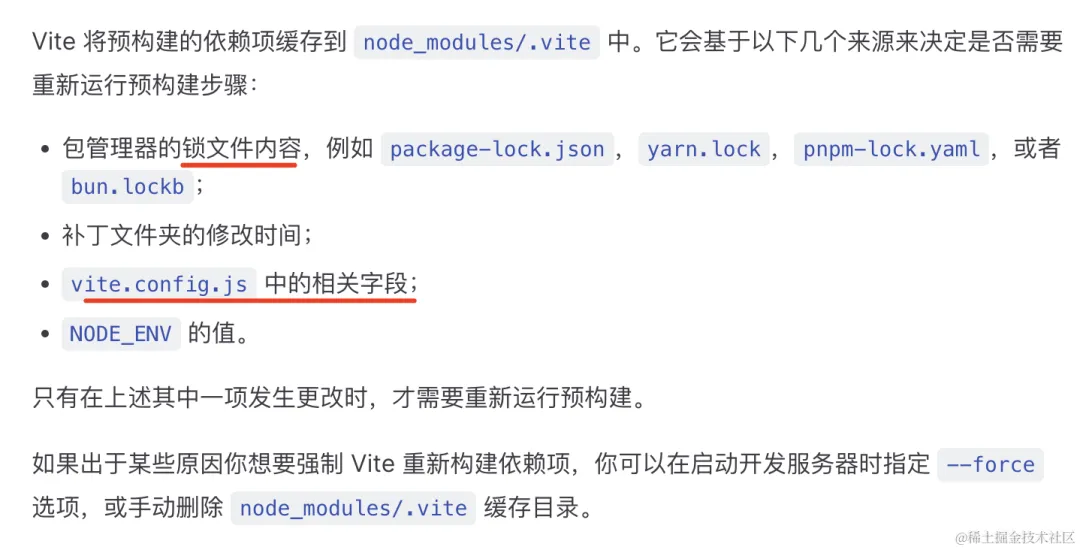 Vite 将预构建的依赖项缓存到 node_modules/.vite 中。它会基于以下几个来源来决定是否需要
重新运行预构建步骤：
• 包管理器的锁文件内容，例如 package-lock.json，yarn.lock，pnpm-lock.yaml，或者
bun.lockb；
• 补丁文件夹的修改时间；
• vite.config.js 中的相关字段；
• NODE_ENV 的值。
只有在上述其中一项发生更改时，才需要重新运行预构建。
如果出于某些原因你想要强制 Vite 重新构建依赖项，你可以在启动开发服务器时指定 --force
选项，或手动删除 node_modules/.vite 缓存目录。
@稀土掘金技术社区